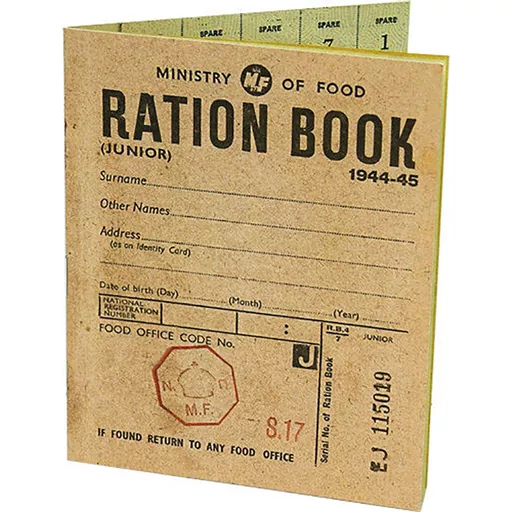 SPARE SPARE SPARE SPARE
7 1
MINISTRY MF OF FOOD
RATION BOOK
(JUNIOR)
1944-45
Surname
Other Names
Address
(as on Identity Card)
Date of birth (Day) (Month) (Year)
NATIONAL REGISTRATION NUMBER
:
R.B.4
7
JUNIOR
FOOD OFFICE CODE No.
J
N. R
M.F.
8.17
Serial No. of Ration Book
EJ 115019
IF FOUND RETURN TO ANY FOOD OFFICE